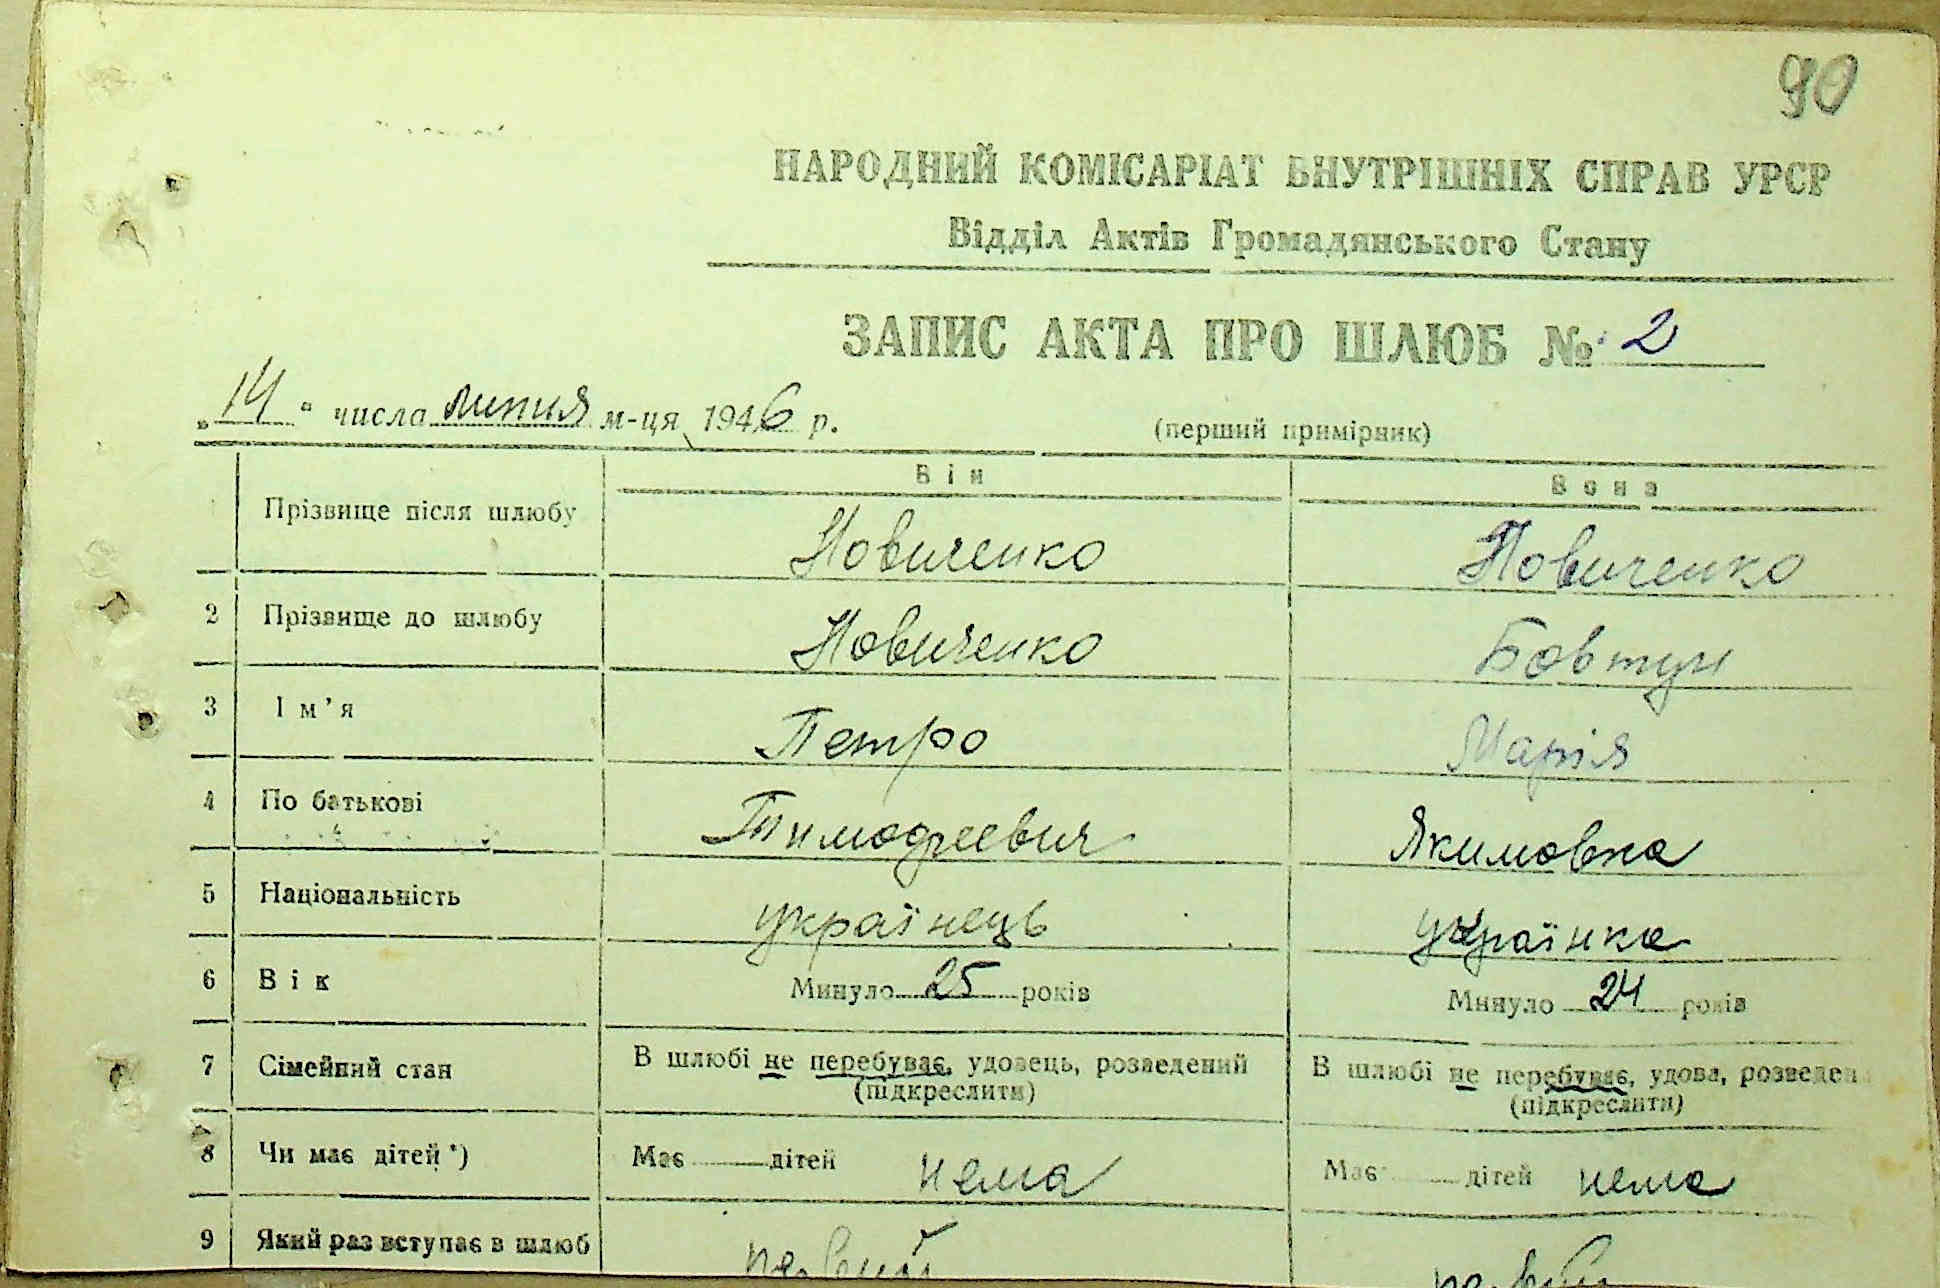 90
НАРОДНИЙ КОМІСАРІАТ ВНУТРІШНІХ СПРАВ УРСР
Відділ Актів Громадянського Стану
ЗАПИС АКТА ПРО ШЛЮБ № 2
„14“ числа липня м-ця 1946 р.
(перший примірник)
Він Вона
Прізвище після шлюбу Новиченко Новиченко
2 Прізвище до шлюбу Новиченко Бовтун
3 Ім’я Петро Марія
4 По батькові Тимофеевич Якимовна
5 Національність українець українка
6 Вік Минуло 25 років Минуло 24 років
7 Сімейний стан В шлюбі не перебуває, удовець, розведений В шлюбі не перебуває, удова, розведен
(підкреслити) (підкреслити)
8 Чи має дітей *) Має дітей нема Має дітей нема
9 Який раз вступає в шлюб